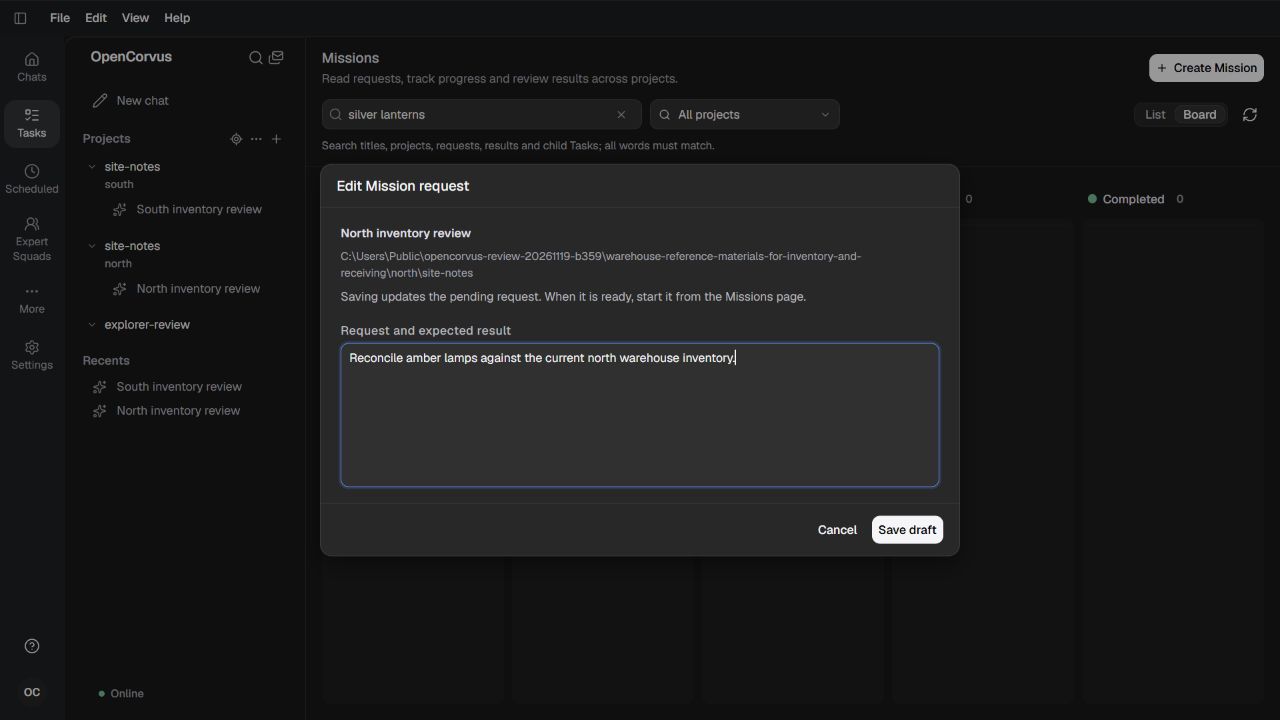 File Edit View Help
Chats
Tasks
Scheduled
Expert
Squads
More
Settings
OC
OpenCorvus
New chat
Projects
site-notes
south
South inventory review
site-notes
north
North inventory review
explorer-review
Recents
South inventory review
North inventory review
Online
Missions
Read requests, track progress and review results across projects.
Create Mission
silver lanterns
All projects
List Board
Search titles, projects, requests, results and child Tasks; all words must match.
0
Completed 0
Edit Mission request
North inventory review
C:\Users\Public\opencorvus-review-20261119-b359\warehouse-reference-materials-for-inventory-and-
receiving\north\site-notes
Saving updates the pending request. When it is ready, start it from the Missions page.
Request and expected result
Reconcile amber lamps against the current north warehouse inventory.
Cancel Save draft